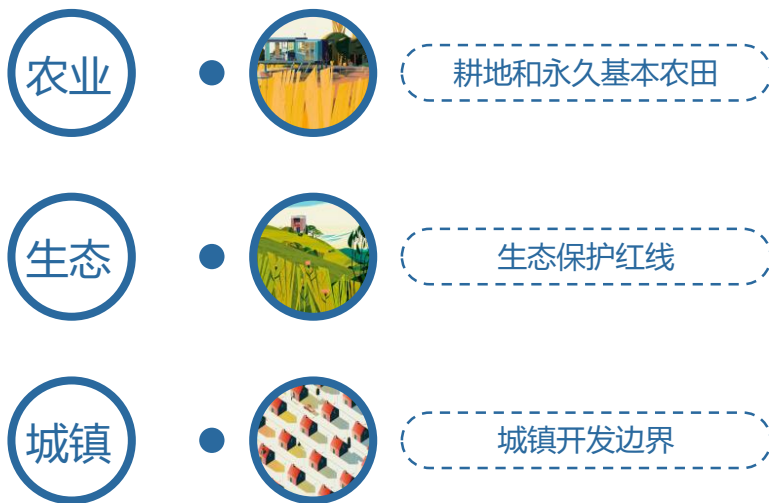 农业
耕地和永久基本农田
生态
生态保护红线
城镇
城镇开发边界